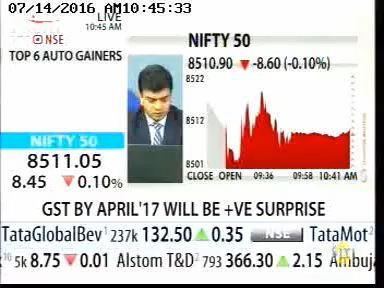 07/14/2016 AM10:45:33
LIVE
10:45 AM
NSE
TOP 6 AUTO GAINERS
NIFTY 50
8510.90 ▼ -8.60 (-0.10%)
8522
8512
8501
CLOSE OPEN 09:36 09:58 10:41 AM
NIFTY 50
8511.05
8.45 ▼ 0.10%
GST BY APRIL'17 WILL BE +VE SURPRISE
TataGlobalBev 237k 132.50 ▲ 0.35 NSE TataMot
5k 8.75 ▼ 0.01 Alstom T&D 793 366.30 ▲ 2.15 Ambuj